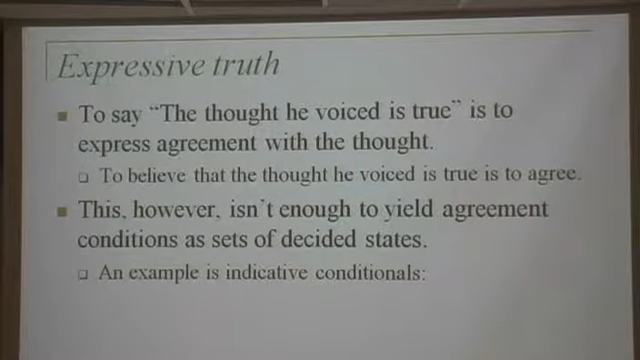 Expressive truth
To say “The thought he voiced is true” is to
express agreement with the thought.
To believe that the thought he voiced is true is to agree.
This, however, isn’t enough to yield agreement
conditions as sets of decided states.
An example is indicative conditionals: